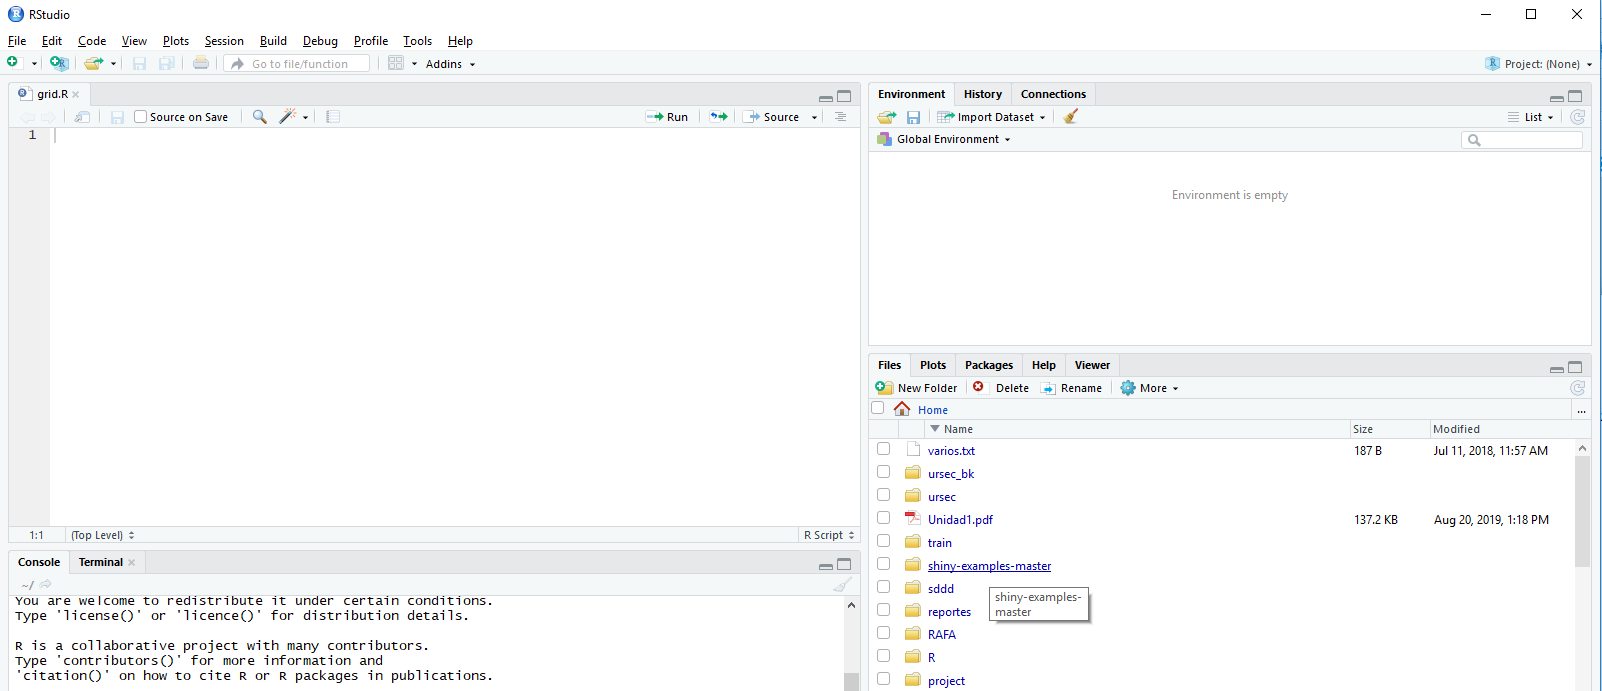 RStudio
File Edit Code View Plots Session Build Debug Profile Tools Help
Go to file/function Addins Project: (None)
grid.R
Source on Save Run Source
1
1:1 (Top Level) R Script
Console Terminal
~/
You are welcome to redistribute it under certain conditions.
Type 'license()' or 'licence()' for distribution details.
R is a collaborative project with many contributors.
Type 'contributors()' for more information and
'citation()' on how to cite R or R packages in publications.
Environment History Connections
Import Dataset List
Global Environment
Environment is empty
Files Plots Packages Help Viewer
New Folder Delete Rename More
Home ...
Name Size Modified
varios.txt 187 B Jul 11, 2018, 11:57 AM
ursec_bk
ursec
Unidad1.pdf 137.2 KB Aug 20, 2019, 1:18 PM
train
shiny-examples-master
sddd
shiny-examples-
master
reportes
RAFA
R
project